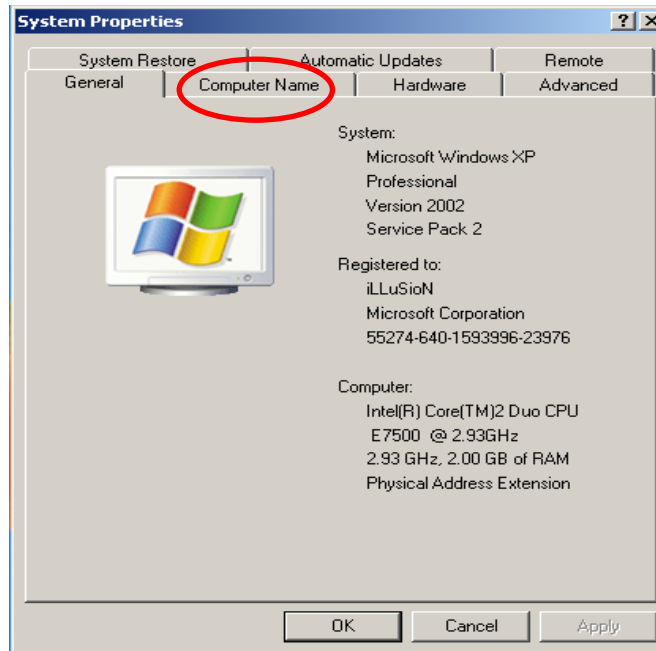 System Properties
System Restore Automatic Updates Remote
General Computer Name Hardware Advanced
System:
Microsoft Windows XP
Professional
Version 2002
Service Pack 2
Registered to:
iLLuSioN
Microsoft Corporation
55274-640-1593996-23976
Computer:
Intel(R) Core(TM)2 Duo CPU
E7500 @ 2.93GHz
2.93 GHz, 2.00 GB of RAM
Physical Address Extension
OK Cancel Apply